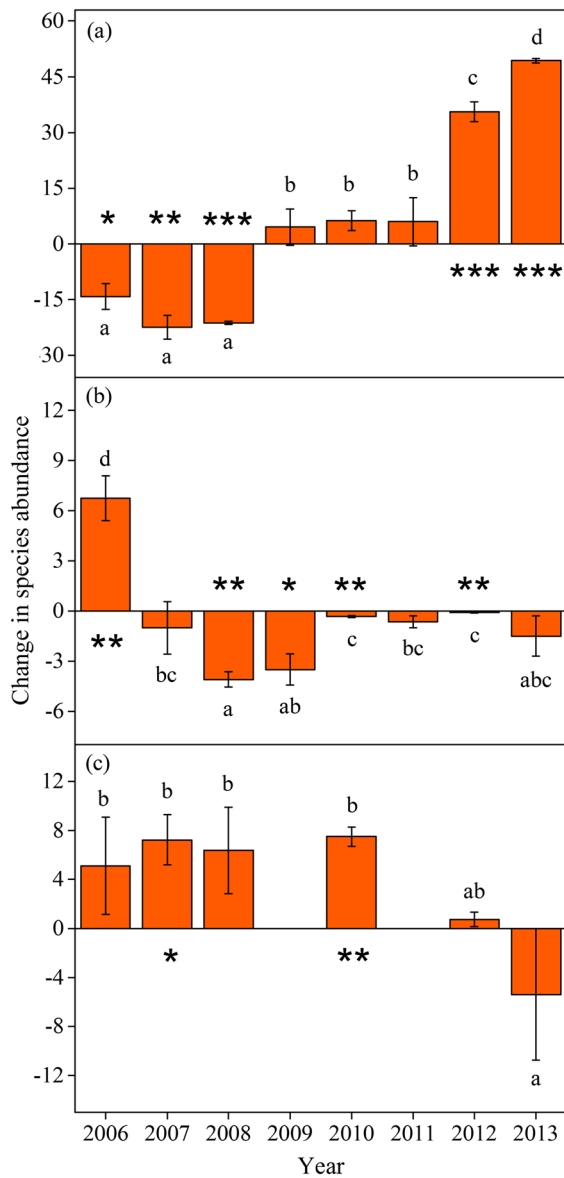 (a)
60
45
30
15
0
-15
-30
* ** ***
a a a
b b b
c d
*** ***
(b)
12
9
6
3
0
-3
-6
d
** * ** **
**
bc a ab c bc c abc
Change in species abundance
(c)
12
8
4
0
-4
-8
-12
b b b b ab
* **
a
2006 2007 2008 2009 2010 2011 2012 2013
Year